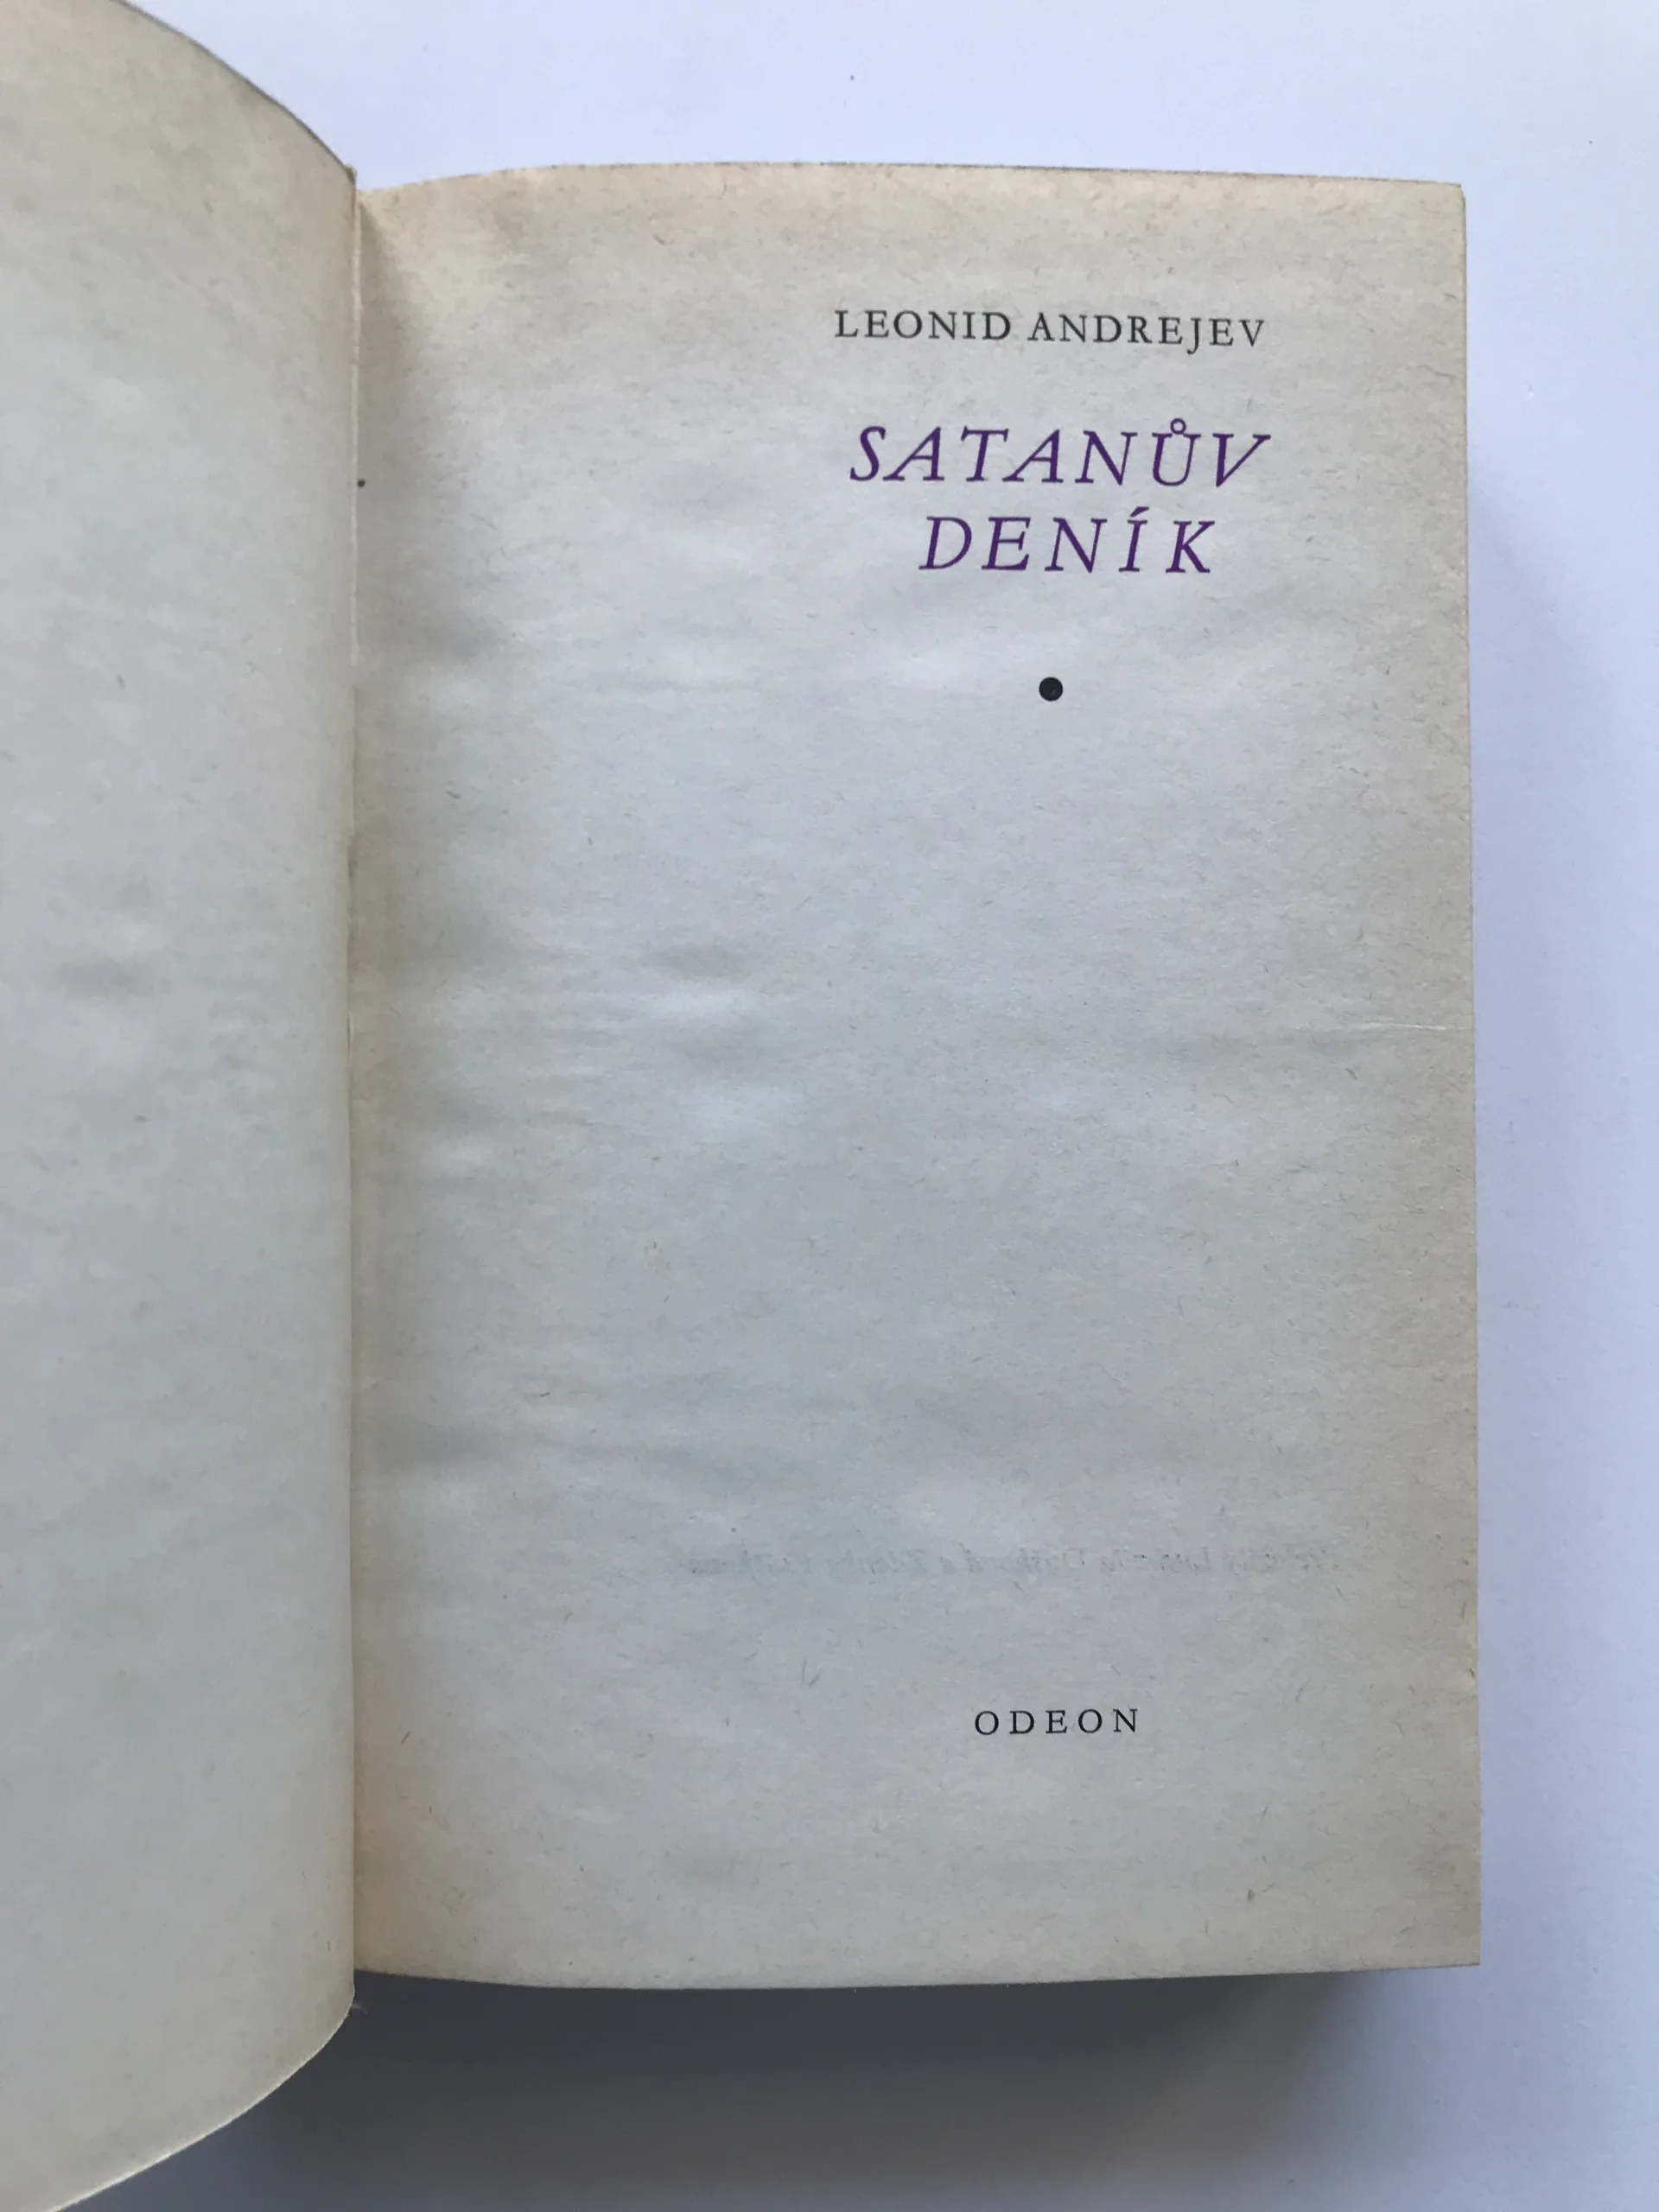 LEONID ANDREJEV
SATANŮV
DENÍK
ODEON